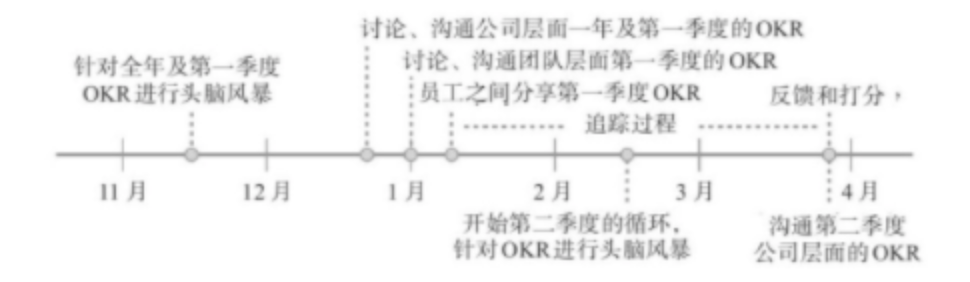 讨论、沟通公司层面一年及第一季度的OKR
针对全年及第一季度
OKR进行头脑风暴
讨论、沟通团队层面第一季度的OKR
员工之间分享第一季度OKR
反馈和打分，
追踪过程
11月
12月
1月
2月
3月
4月
开始第二季度的循环，
针对OKR进行头脑风暴
沟通第二季度
公司层面的OKR